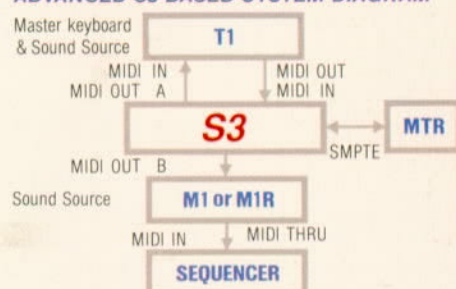 ADVANCED S3 BASED SYSTEM DIAGRAM
Master keyboard
& Sound Source
T1
MIDI IN
MIDI OUT
MIDI OUT A
MIDI IN
S3
MTR
SMPTE
MIDI OUT B
Sound Source
M1 or M1R
MIDI IN
MIDI THRU
SEQUENCER